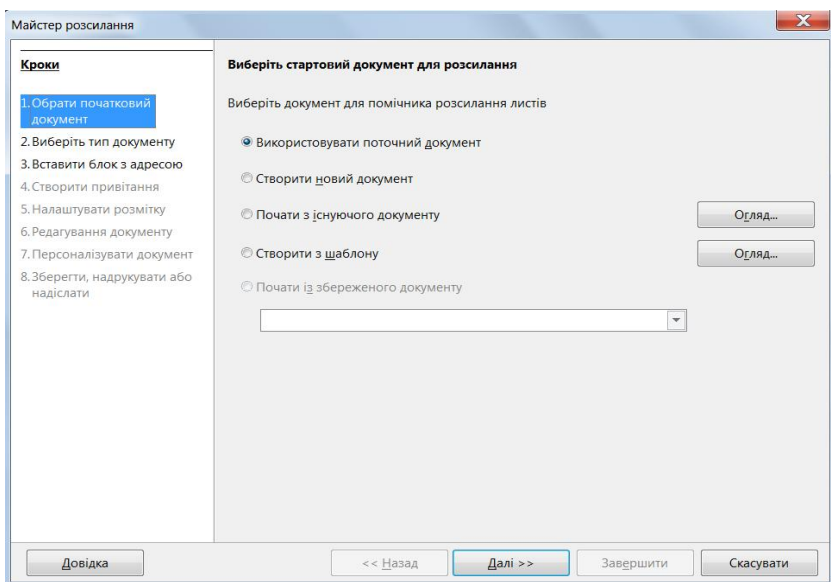 Майстер розсилання
Кроки
1. Обрати початковий
документ
2. Виберіть тип документу
3. Вставити блок з адресою
4. Створити привітання
5. Налаштувати розмітку
6. Редагування документу
7. Персоналізувати документ
8. Зберегти, надрукувати або
надіслати
Виберіть стартовий документ для розсилання
Виберіть документ для помічника розсилання листів
Використовувати поточний документ
Створити новий документ
Почати з існуючого документу
Огляд...
Створити з шаблону
Огляд...
Почати із збереженого документу
Довідка
<< Назад
Далі >>
Завершити
Скасувати